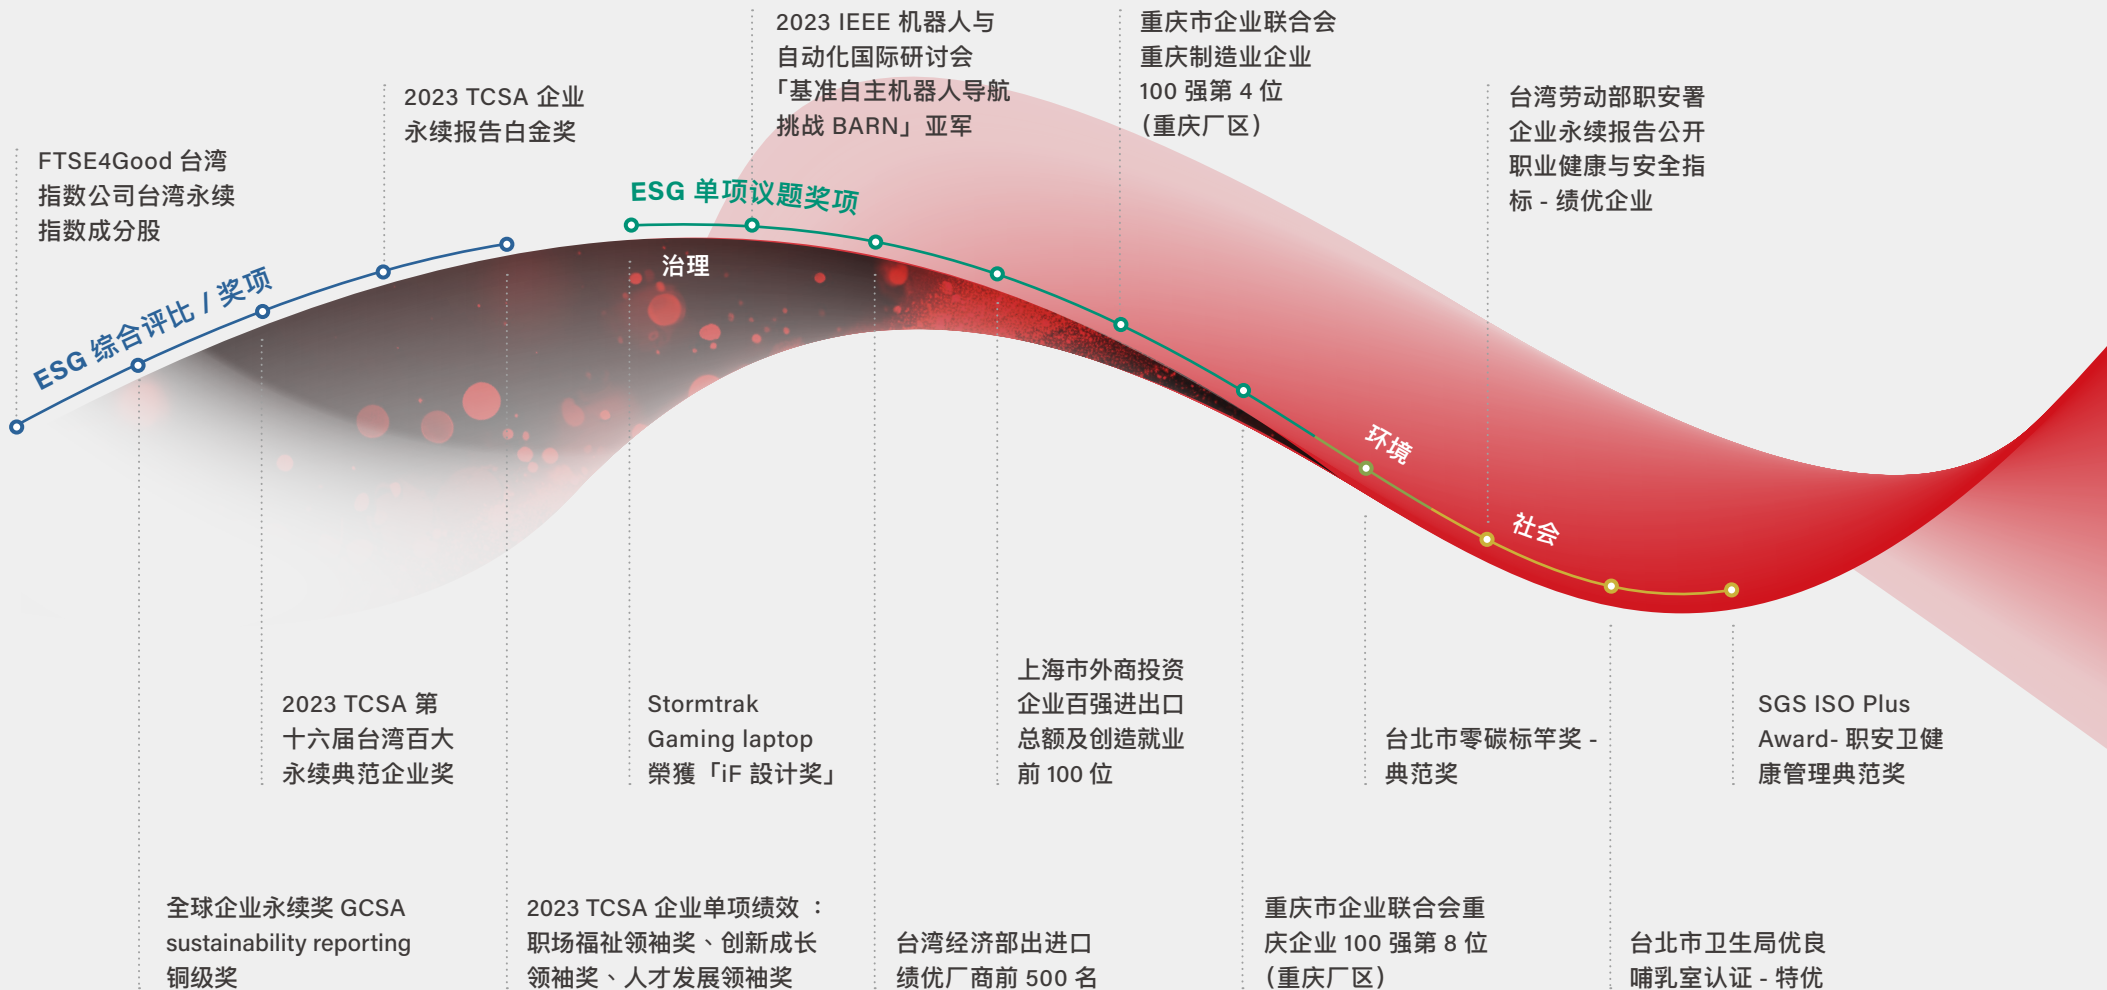 2023 IEEE 机器人与
自动化国际研讨会
「基准自主机器人导航
挑战 BARN」亚军
重庆市企业联合会
重庆制造业企业
100 强第 4 位
（重庆厂区）
2023 TCSA 企业
永续报告白金奖
台湾劳动部职安署
企业永续报告公开
职业健康与安全指
标 - 绩优企业
FTSE4Good 台湾
指数公司台湾永续
指数成分股
ESG 综合评比 / 奖项
ESG 单项议题奖项
治理
环境
社会
2023 TCSA 第
十六届台湾百大
永续典范企业奖
Stormtrak
Gaming laptop
榮獲「iF 設计奖」
上海市外商投资
企业百强进出口
总额及创造就业
前 100 位
台北市零碳标竿奖 -
典范奖
SGS ISO Plus
Award- 职安卫健
康管理典范奖
全球企业永续奖 GCSA
sustainability reporting
铜级奖
2023 TCSA 企业单项绩效 ：
职场福祉领袖奖、创新成长
领袖奖、人才发展领袖奖
台湾经济部出进口
绩优厂商前 500 名
重庆市企业联合会重
庆企业 100 强第 8 位
（重庆厂区）
台北市卫生局优良
哺乳室认证 - 特优